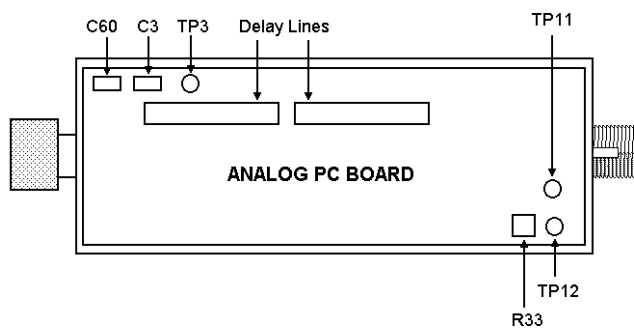 C60 C3 TP3 Delay Lines TP11
ANALOG PC BOARD
TP12
R33